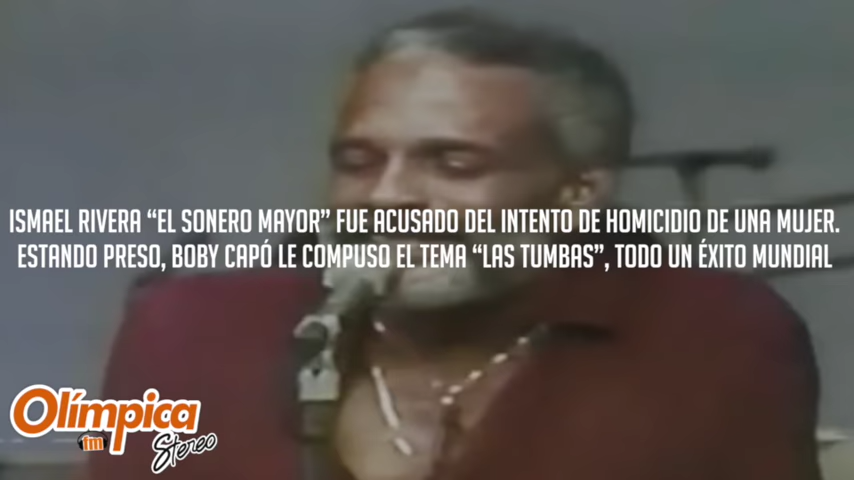 ISMAEL RIVERA “EL SONERO MAYOR” FUE ACUSADO DEL INTENTO DE HOMICIDIO DE UNA MUJER.
ESTANDO PRESO, BOBY CAPÓ LE COMPUSO EL TEMA “LAS TUMBAS”, TODO UN ÉXITO MUNDIAL
Olímpica
fm
Stereo